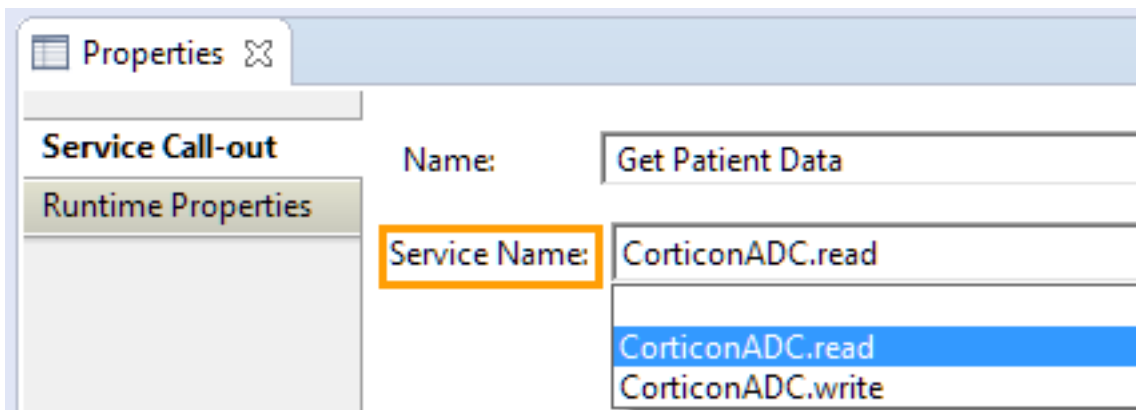 Properties
Service Call-out
Name: Get Patient Data
Runtime Properties
Service Name: CorticonADC.read
CorticonADC.read
CorticonADC.write